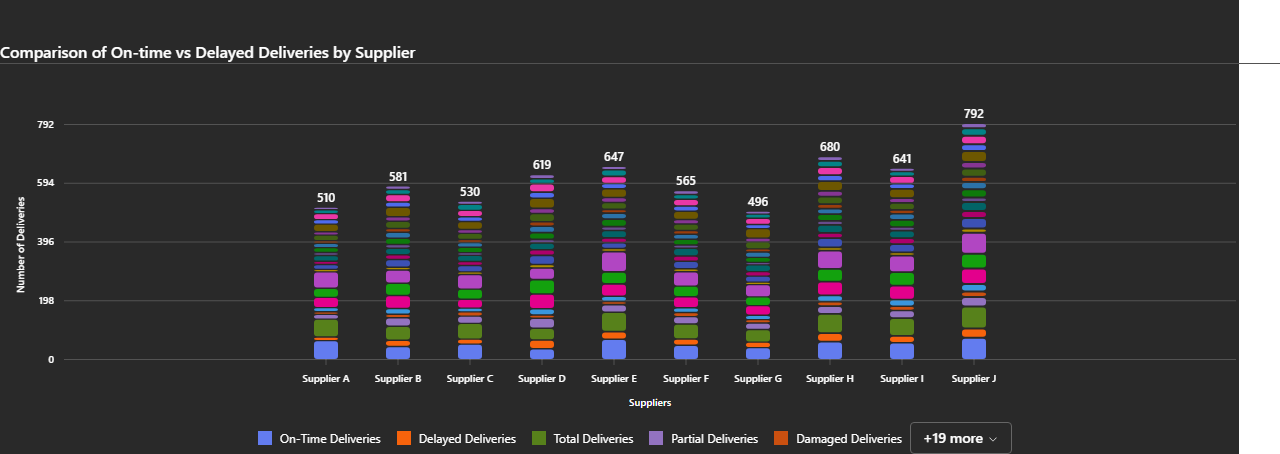 Comparison of On-time vs Delayed Deliveries by Supplier
Number of Deliveries
792
594
396
198
0
510
581
530
619
647
565
496
680
641
792
Supplier A
Supplier B
Supplier C
Supplier D
Supplier E
Supplier F
Supplier G
Supplier H
Supplier I
Supplier J
Suppliers
On-Time Deliveries
Delayed Deliveries
Total Deliveries
Partial Deliveries
Damaged Deliveries
+19 more